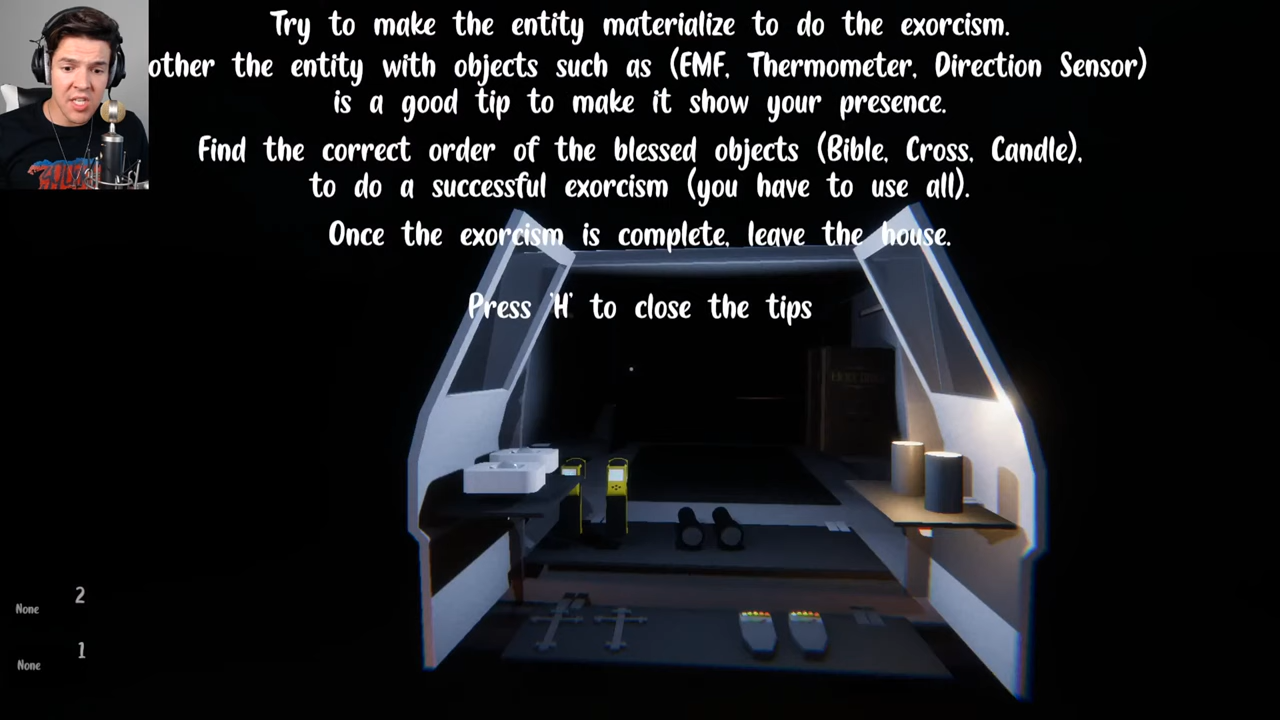 Try to make the entity materialize to do the exorcism.
other the entity with objects such as (EMF, Thermometer, Direction Sensor)
is a good tip to make it show your presence.
Find the correct order of the blessed objects (Bible, Cross, Candle),
to do a successful exorcism (you have to use all).
Once the exorcism is complete, leave the house.
Press 'H' to close the tips
HOLY BIBLE
2
None
1
None